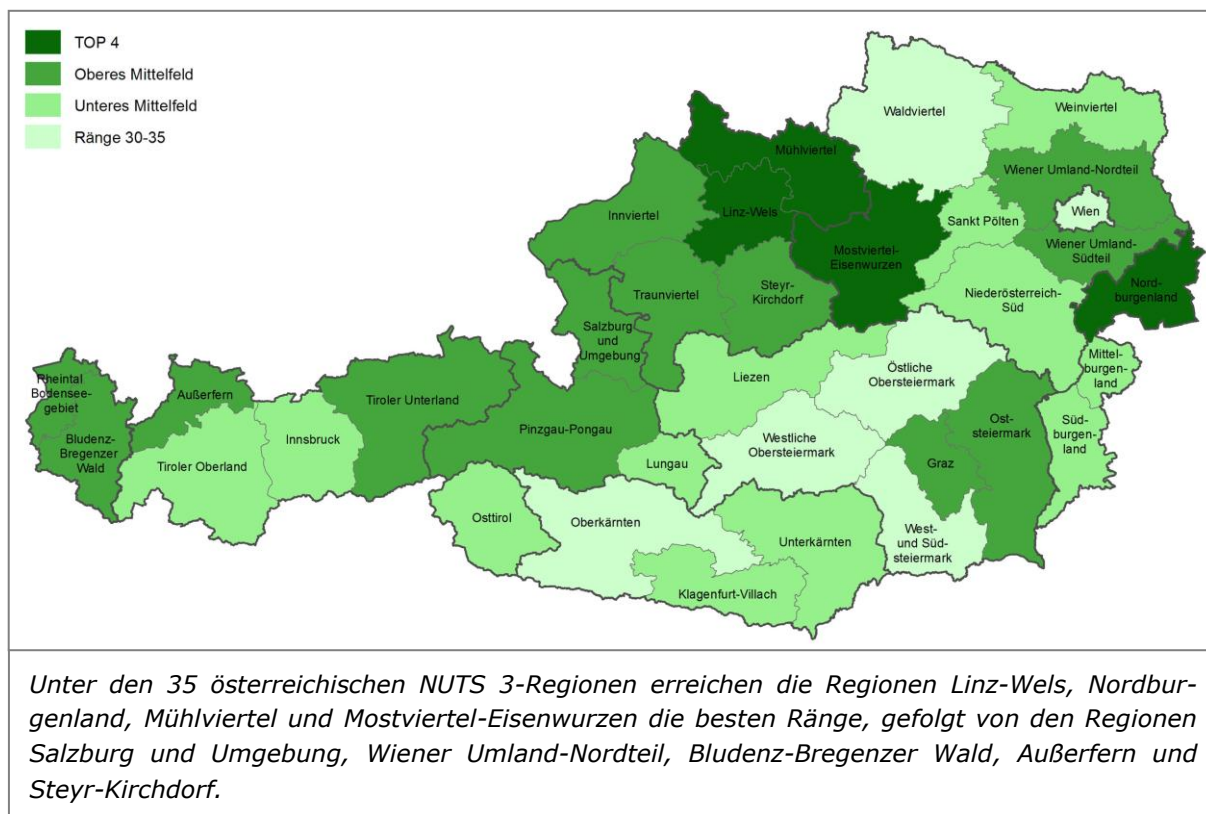 TOP 4
Oberes Mittelfeld
Unteres Mittelfeld
Ränge 30-35
Waldviertel
Weinviertel
Mühlviertel
Wiener Umland-Nordteil
Innviertel
Linz-Wels
Sankt Pölten
Wien
Mostviertel-
Eisenwurzen
Wiener Umland-
Südteil
Nord-
burgenland
Traunviertel
Steyr-
Kirchdorf
Niederösterreich-
Süd
Salzburg
und
Umgebung
Mittel-
burgen-
land
Rheintal
Bodensee-
gebiet
Außerfern
Tiroler Unterland
Liezen
Östliche
Obersteiermark
Bludenz-
Bregenzer
Wald
Tiroler Oberland
Innsbruck
Pinzgau-Pongau
Lungau
Westliche
Obersteiermark
Graz
Ost-
steiermark
Süd-
burgen-
land
Osttirol
Oberkärnten
Unterkärnten
West-
und Süd-
steiermark
Klagenfurt-Villach
Unter den 35 österreichischen NUTS 3-Regionen erreichen die Regionen Linz-Wels, Nordbur-
genland, Mühlviertel und Mostviertel-Eisenwurzen die besten Ränge, gefolgt von den Regionen
Salzburg und Umgebung, Wiener Umland-Nordteil, Bludenz-Bregenzer Wald, Außerfern und
Steyr-Kirchdorf.